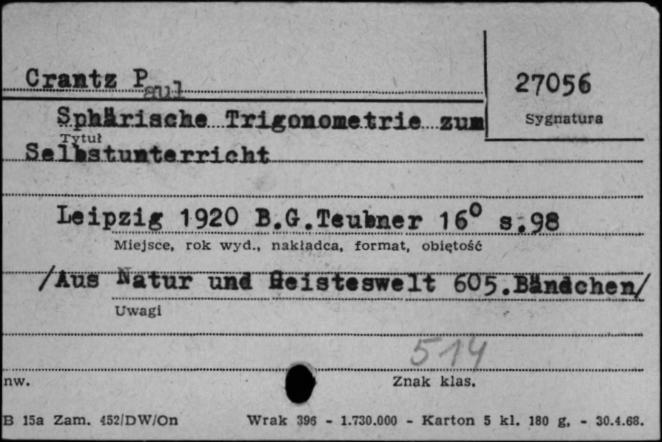 Crantz Paul
27056
Sygnatura
Sphärische Trigonometrie zum
Tytuł
Selbstunterricht
Leipzig 1920 B.G.Teubner 16⁰ s.98
Miejsce, rok wyd., nakładca, format, objętość
/Aus Natur und Geisteswelt 605.Bändchen/
Uwagi
514
nw. Znak klas.
B 15a Zam. 452/DW/On Wrak 396 - 1.730.000 - Karton 5 kl. 180 g. - 30.4.68.